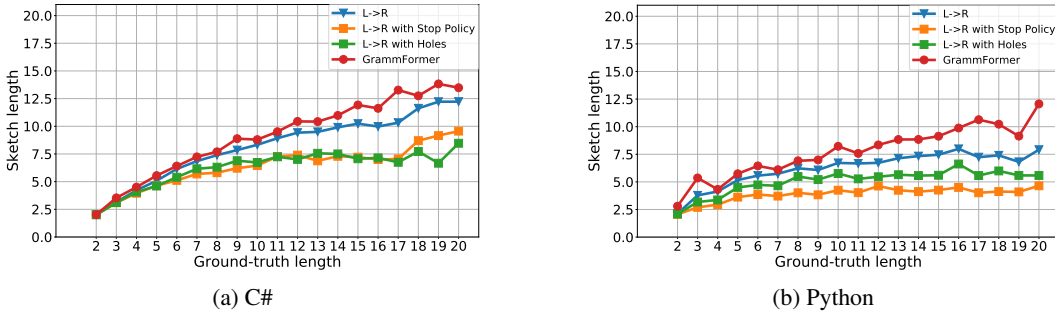 20.0
17.5
15.0
12.5
10.0
7.5
5.0
2.5
0.0
Sketch length
L->R
L->R with Stop Policy
L->R with Holes
GrammFormer
2 3 4 5 6 7 8 9 10 11 12 13 14 15 16 17 18 19 20
Ground-truth length
(a) C#
20.0
17.5
15.0
12.5
10.0
7.5
5.0
2.5
0.0
Sketch length
L->R
L->R with Stop Policy
L->R with Holes
GrammFormer
2 3 4 5 6 7 8 9 10 11 12 13 14 15 16 17 18 19 20
Ground-truth length
(b) Python